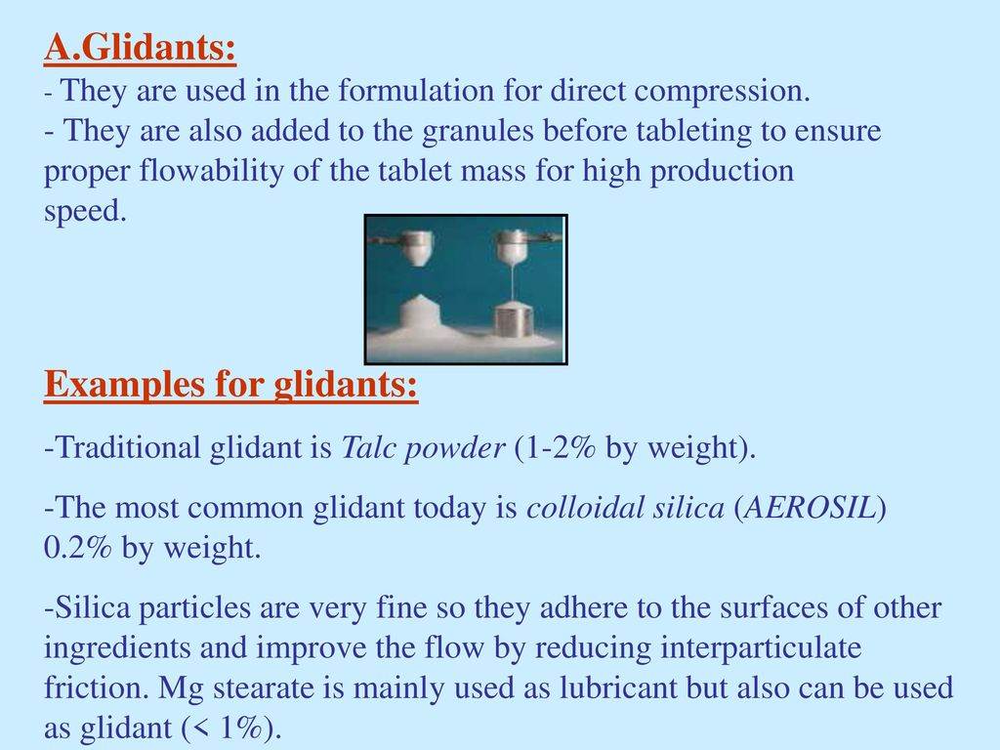 A.Glidants:
- They are used in the formulation for direct compression.
- They are also added to the granules before tableting to ensure
proper flowability of the tablet mass for high production
speed.
Examples for glidants:
-Traditional glidant is Talc powder (1-2% by weight).
-The most common glidant today is colloidal silica (AEROSIL)
0.2% by weight.
-Silica particles are very fine so they adhere to the surfaces of other
ingredients and improve the flow by reducing interparticulate
friction. Mg stearate is mainly used as lubricant but also can be used
as glidant (< 1%).